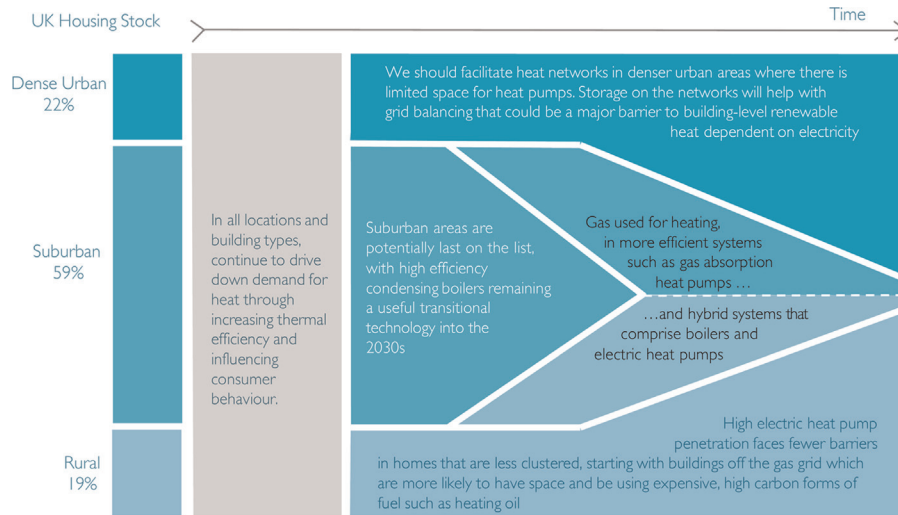 UK Housing Stock
Time
Dense Urban
22%
We should facilitate heat networks in denser urban areas where there is
limited space for heat pumps. Storage on the networks will help with
grid balancing that could be a major barrier to building-level renewable
heat dependent on electricity
Suburban
59%
In all locations and
building types,
continue to drive
down demand for
heat through
increasing thermal
efficiency and
influencing
consumer
behaviour.
Suburban areas are
potentially last on the list,
with high efficiency
condensing boilers remaining
a useful transitional
technology into the
2030s
Gas used for heating,
in more efficient systems
such as gas absorption
heat pumps ...
...and hybrid systems that
comprise boilers and
electric heat pumps
Rural
19%
High electric heat pump
penetration faces fewer barriers
in homes that are less clustered, starting with buildings off the gas grid which
are more likely to have space and be using expensive, high carbon forms of
fuel such as heating oil